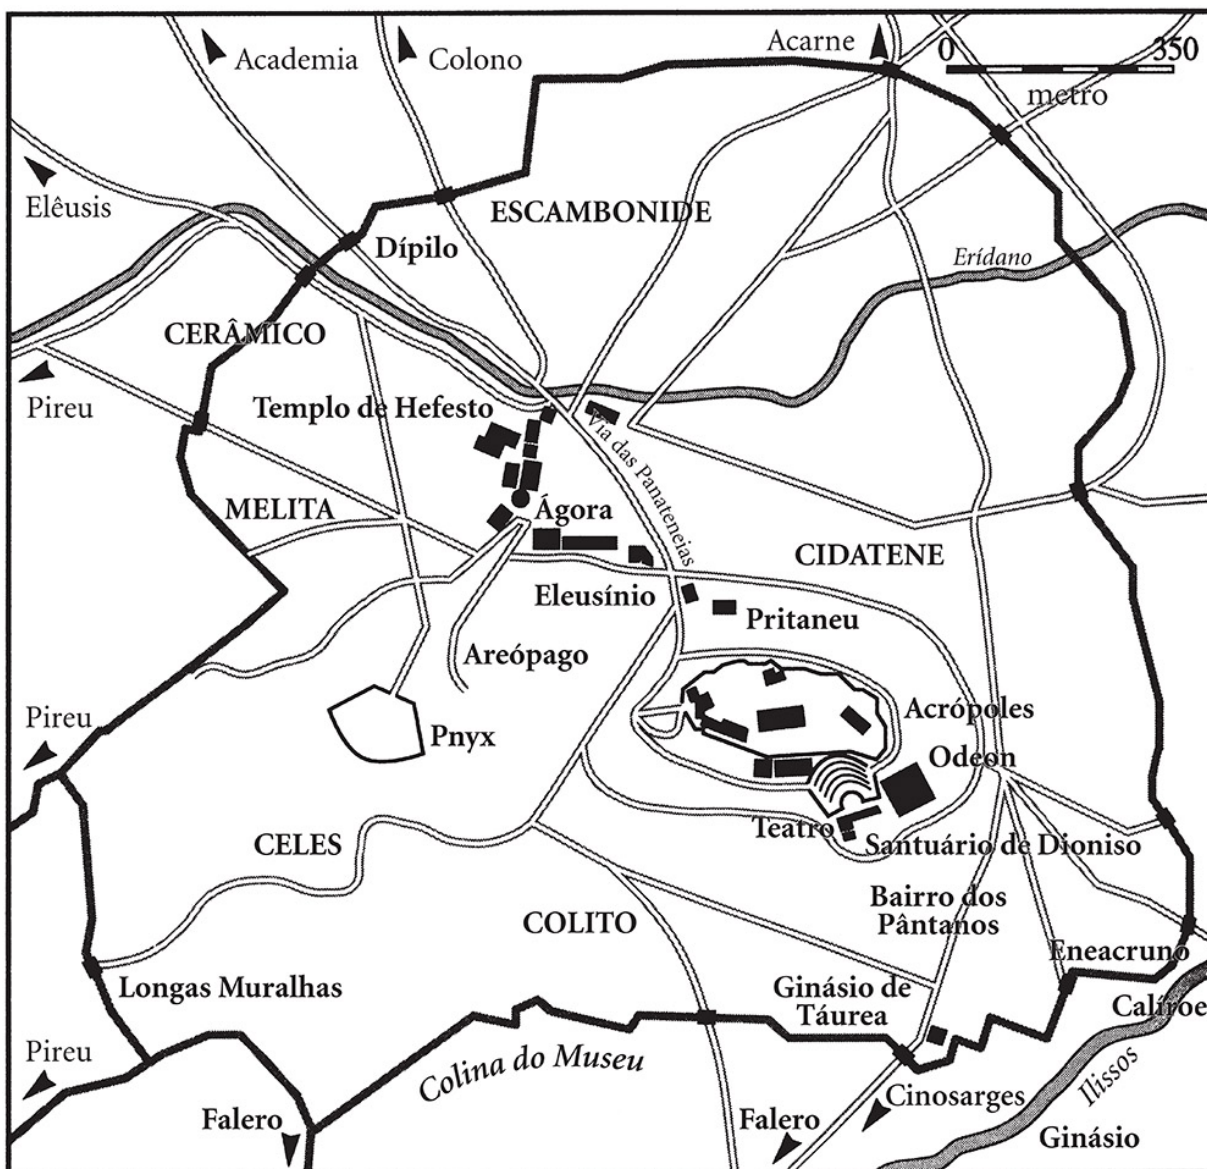 Academia
Colono
Acarne
0 350
metro
Elêusis
ESCAMBONIDE
Dípilo
Erídano
CERÂMICO
Pireu
Templo de Hefesto
Via das Panateneias
MELITA
Ágora
CIDATENE
Eleusínio
Pritaneu
Areópago
Acrópoles
Pireu
Pnyx
Odeon
Teatro
Santuário de Dioniso
CELES
Bairro dos
Pântanos
COLITO
Eneacruno
Longas Muralhas
Ginásio de
Táurea
Calíroe
Pireu
Colina do Museu
Ilissos
Cinosarges
Falero
Falero
Ginásio